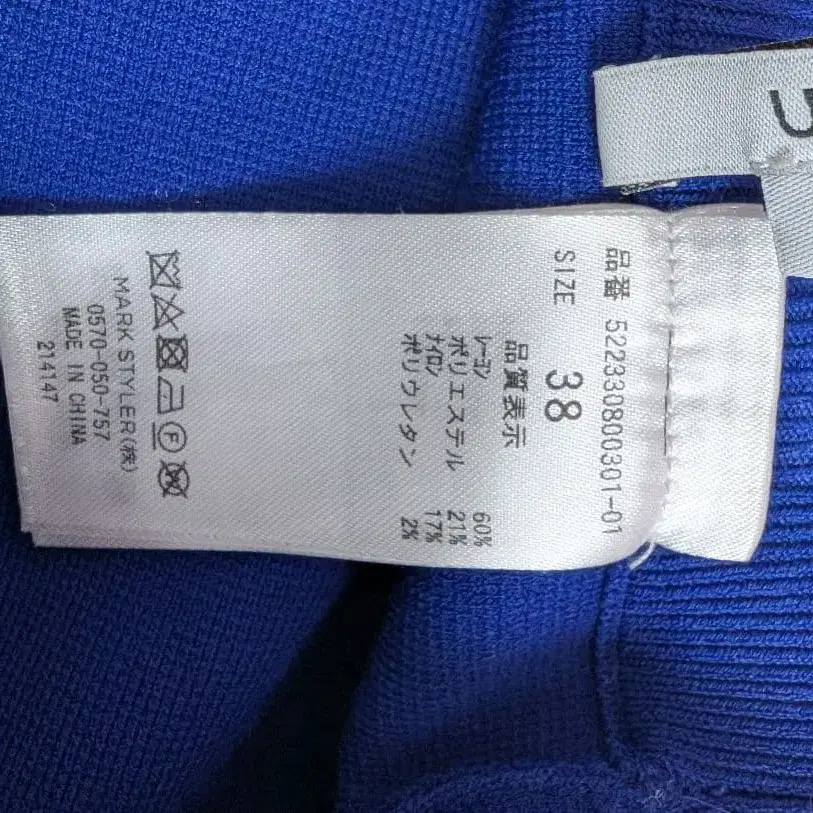 品番 522330800301-01
SIZE 38
品質表示
レーヨン 60%
ポリエステル 21%
ナイロン 17%
ポリウレタン 2%
MARK STYLER(株)
0570-050-757
MADE IN CHINA
214147